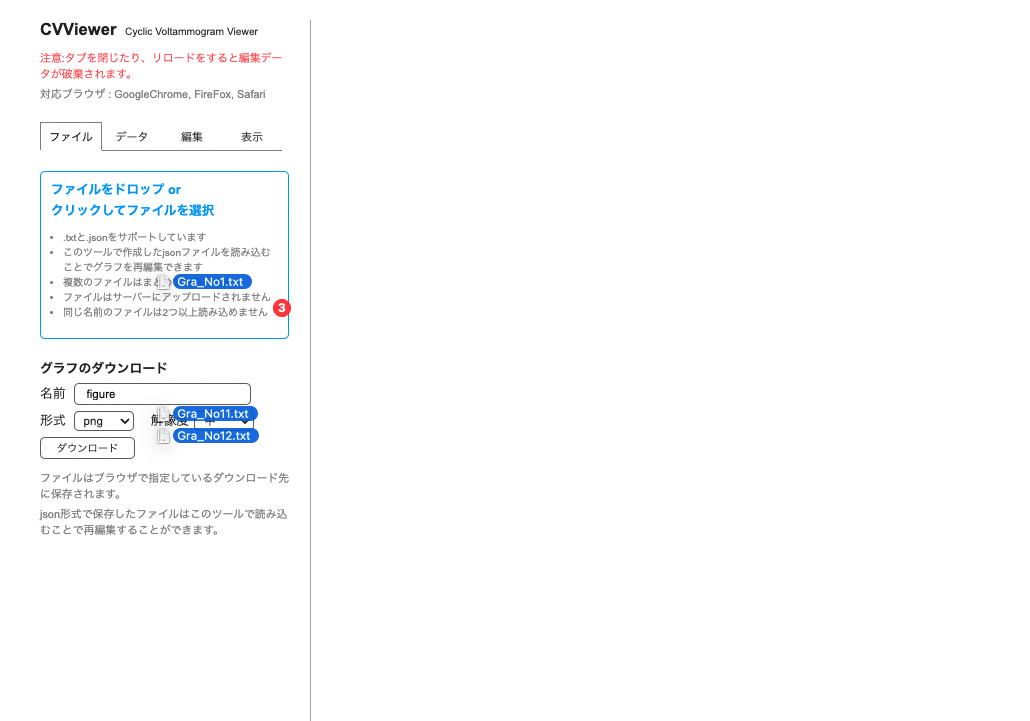 CVViewer Cyclic Voltammogram Viewer
注意:タブを閉じたり、リロードをすると編集デー
タが破棄されます。
対応ブラウザ : GoogleChrome, FireFox, Safari
ファイル データ 編集 表示
ファイルをドロップ or
クリックしてファイルを選択
.txtと.jsonをサポートしています
このツールで作成したjsonファイルを読み込む
ことでグラフを再編集できます
複数のファイルはまと
Gra_No1.txt
ファイルはサーバーにアップロードされません
3
同じ名前のファイルは2つ以上読み込めません
グラフのダウンロード
名前 figure
Gra_No11.txt
形式 png 解像度
Gra_No12.txt
ダウンロード
ファイルはブラウザで指定しているダウンロード先
に保存されます。
json形式で保存したファイルはこのツールで読み込
むことで再編集することができます。